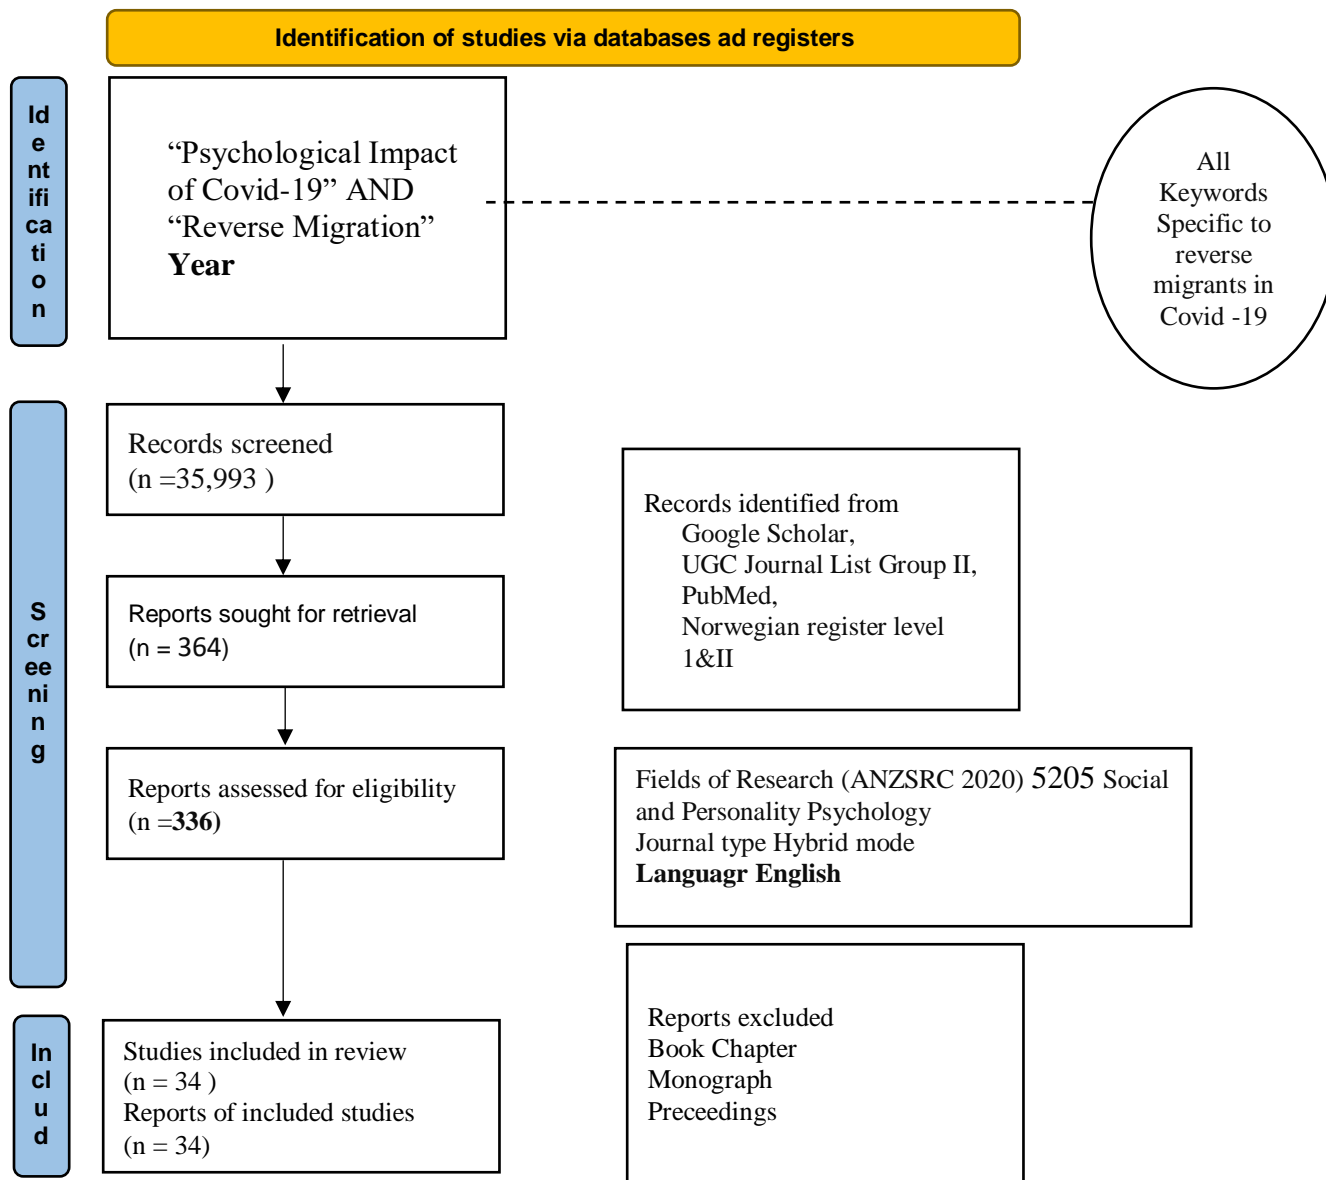 Identification of studies via databases ad registers
Id
e
nt
ifi
ca
ti
o
n
“Psychological Impact
of Covid-19” AND
“Reverse Migration”
Year
All
Keywords
Specific to
reverse
migrants in
Covid -19
S
cr
ee
ni
n
g
Records screened
(n =35,993 )
Records identified from
Google Scholar,
UGC Journal List Group II,
PubMed,
Norwegian register level
1&II
Reports sought for retrieval
(n = 364)
Reports assessed for eligibility
(n =336)
Fields of Research (ANZSRC 2020) 5205 Social
and Personality Psychology
Journal type Hybrid mode
Languagr English
In
cl
u
d
Studies included in review
(n = 34 )
Reports of included studies
(n = 34)
Reports excluded
Book Chapter
Monograph
Preceedings